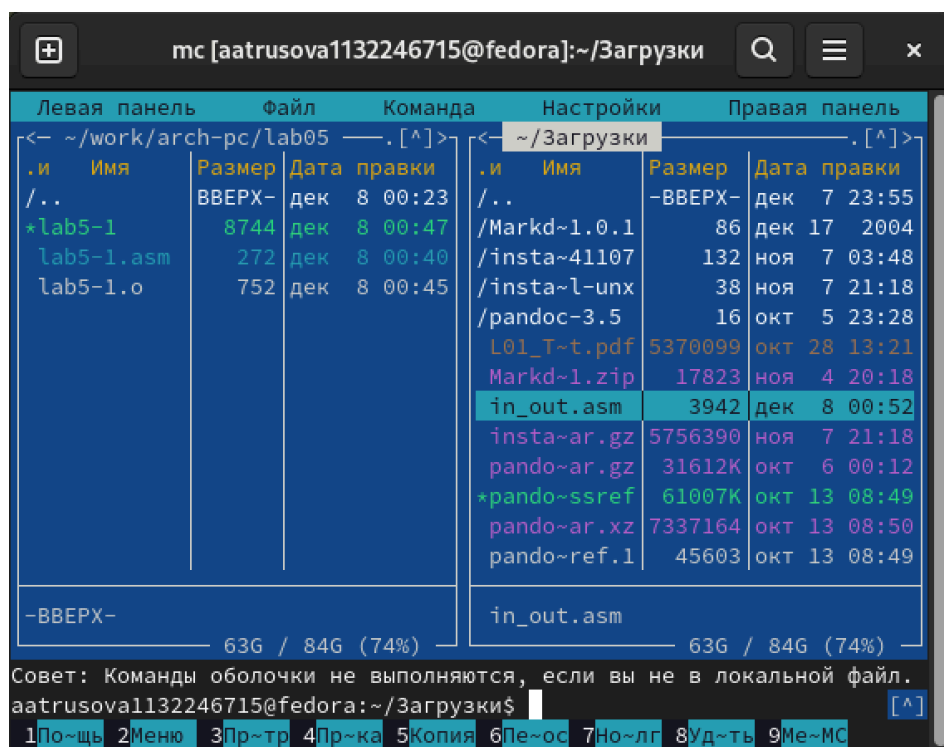 mc [aatrusova1132246715@fedora]:~/Загрузки
Левая панель Файл Команда Настройки Правая панель
<— ~/work/arch-pc/lab05 —.[^]> <— ~/Загрузки —.[^]>
.и Имя Размер Дата правки .и Имя Размер Дата правки
/.. ВВЕРХ- дек 8 00:23 /.. -ВВЕРХ- дек 7 23:55
*lab5-1 8744 дек 8 00:47 /Markd~1.0.1 86 дек 17 2004
lab5-1.asm 272 дек 8 00:40 /insta~41107 132 ноя 7 03:48
lab5-1.o 752 дек 8 00:45 /insta~l-unx 38 ноя 7 21:18
/pandoc-3.5 16 окт 5 23:28
L01_T~t.pdf 5370099 окт 28 13:21
Markd~1.zip 17823 ноя 4 20:18
in_out.asm 3942 дек 8 00:52
insta~ar.gz 5756390 ноя 7 21:18
pando~ar.gz 31612K окт 6 00:12
*pando~ssref 61007K окт 13 08:49
pando~ar.xz 7337164 окт 13 08:50
pando~ref.1 45603 окт 13 08:49
-ВВЕРХ- in_out.asm
63G / 84G (74%) 63G / 84G (74%)
Совет: Команды оболочки не выполняются, если вы не в локальной файл.
aatrusova1132246715@fedora:~/Загрузки$ [^]
1По~щь 2Меню 3Пр~тр 4Пр~ка 5Копия 6Пе~ос 7Но~лг 8Уд~ть 9Ме~МС